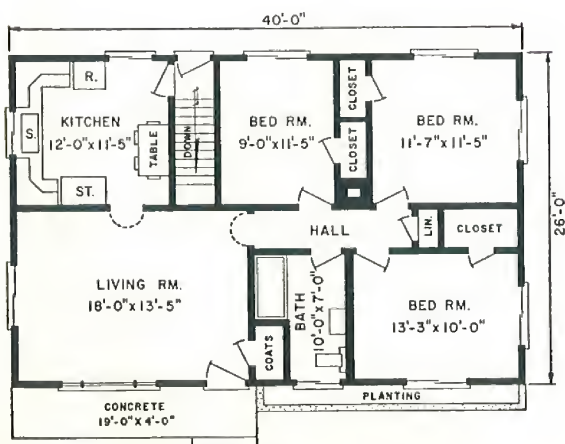 40'-0"
R.
KITCHEN
12'-0"x11'-5"
S.
ST.
TABLE
DOWN
BED RM.
9'-0"x11'-5"
CLOSET
CLOSET
BED RM.
11'-7"x11'-5"
26'-0"
HALL
LIN.
CLOSET
LIVING RM.
18'-0"x13'-5"
BATH
10'-0"x7'-0"
BED RM.
13'-3"x10'-0"
COATS
PLANTING
CONCRETE
19'-0"x4'-0"